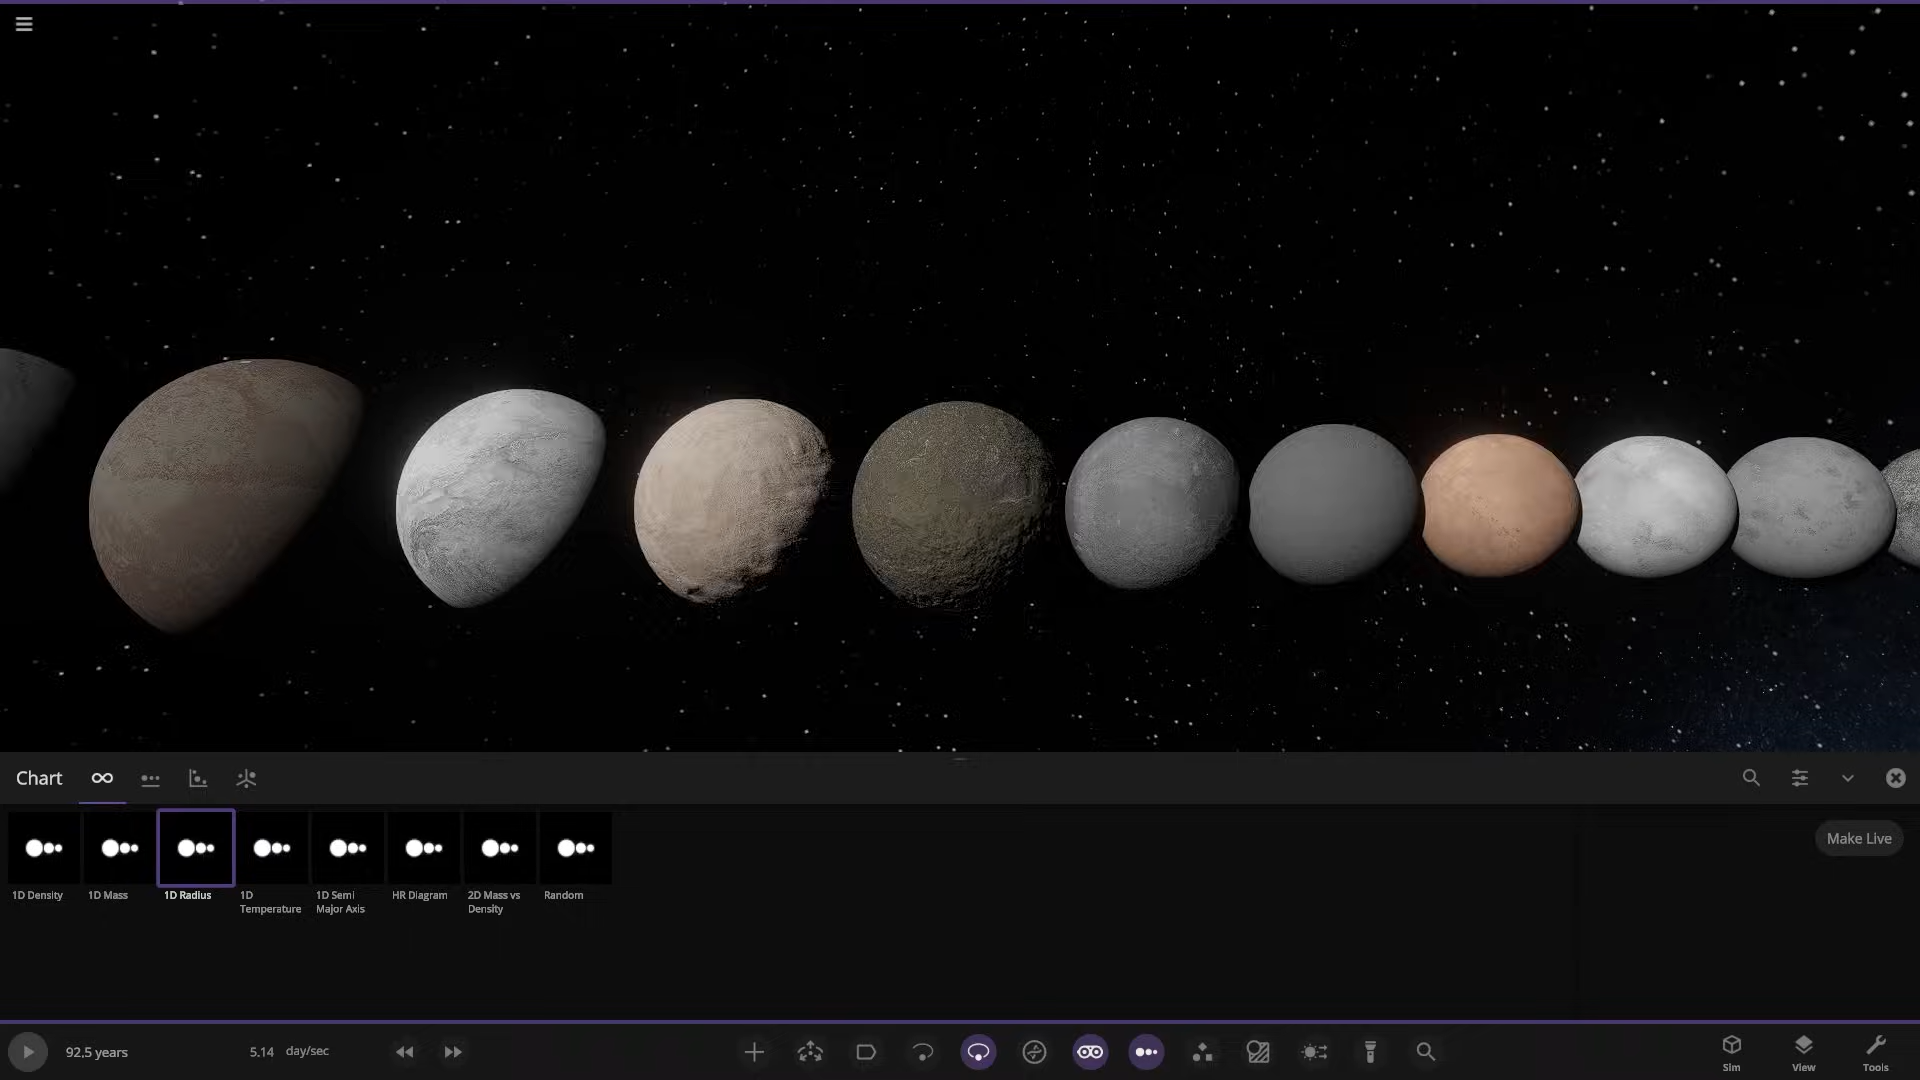 Chart
Make Live
1D Density
1D Mass
1D Radius
1D
Temperature
1D Semi
Major Axis
HR Diagram
2D Mass vs
Density
Random
92.5 years
5.14 day/sec
Sim
View
Tools